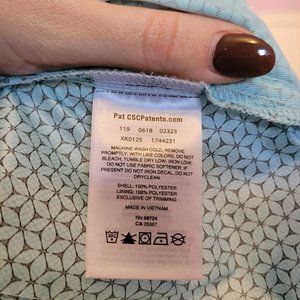 Pat CSCPatents.com
119 0618 02323
XK0125 1744231
MACHINE WASH COLD, REMOVE
PROMPTLY, WITH LIKE COLORS, DO NOT
BLEACH, TUMBLE DRY LOW, IRON LOW.
DO NOT USE FABRIC SOFTENER. IF
PRESENT DO NOT IRON DECAL, DO NOT
DRYCLEAN.
SHELL: 100% POLYESTER
LINING: 100% POLYESTER
EXCLUSIVE OF TRIMMING
MADE IN VIETNAM
RN 69724
CA 05367